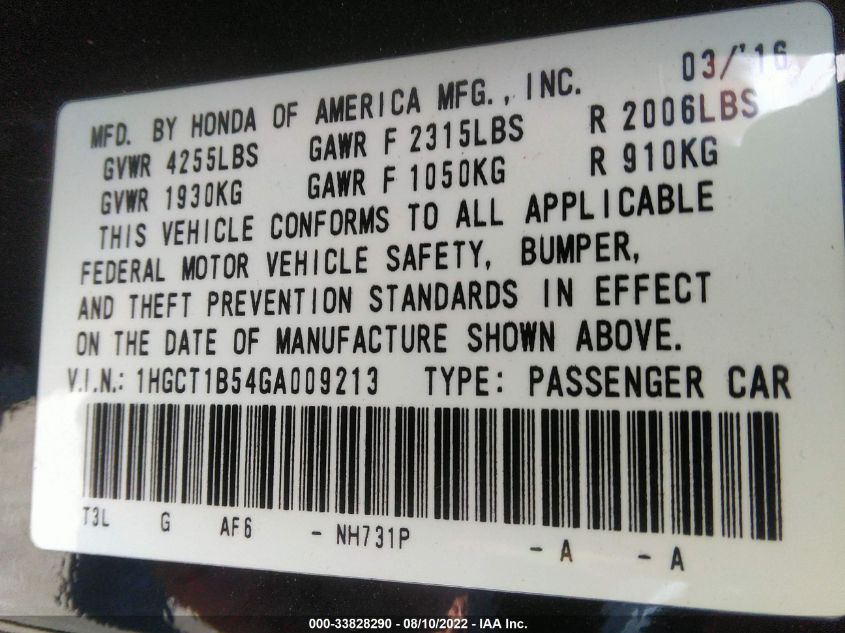 03/'16
MFD. BY HONDA OF AMERICA MFG., INC.
GVWR 4255LBS GAWR F 2315LBS R 2006LBS
GVWR 1930KG GAWR F 1050KG R 910KG
THIS VEHICLE CONFORMS TO ALL APPLICABLE
FEDERAL MOTOR VEHICLE SAFETY, BUMPER,
AND THEFT PREVENTION STANDARDS IN EFFECT
ON THE DATE OF MANUFACTURE SHOWN ABOVE.
V.I.N.: 1HGCT1B54GA009213 TYPE: PASSENGER CAR
T3L G AF6 - NH731P - A - A
000-33828290 - 08/10/2022 - IAA Inc.